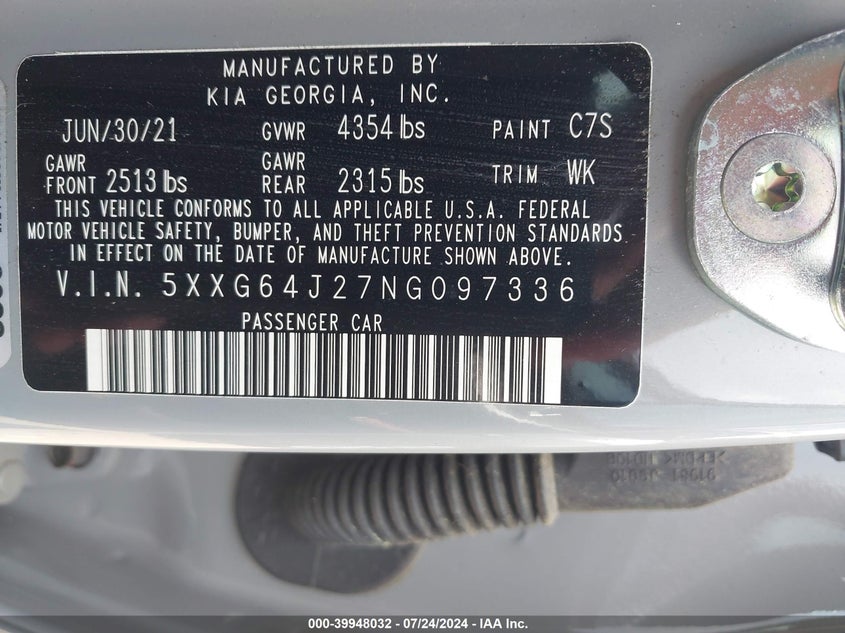 MANUFACTURED BY
KIA GEORGIA, INC.
JUN/30/21 GVWR 4354 lbs PAINT C7S
GAWR FRONT 2513 lbs GAWR REAR 2315 lbs TRIM WK
THIS VEHICLE CONFORMS TO ALL APPLICABLE U.S.A. FEDERAL
MOTOR VEHICLE SAFETY, BUMPER, AND THEFT PREVENTION STANDARDS
IN EFFECT ON THE DATE OF MANUFACTURE SHOWN ABOVE.
V.I.N. 5XXG64J27NG097336
PASSENGER CAR
000-39948032 - 07/24/2024 - IAA Inc.